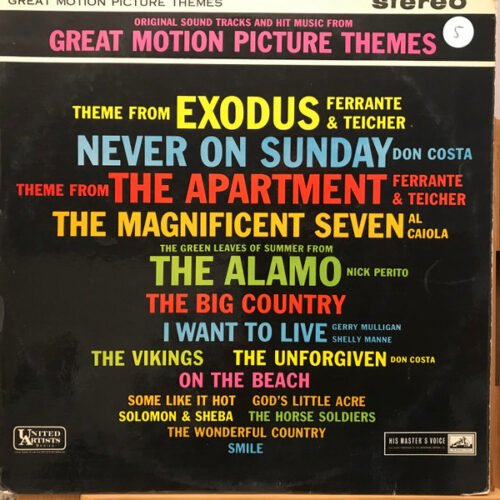 GREAT MOTION PICTURE THEMES
stereo
5
ORIGINAL SOUND TRACKS AND HIT MUSIC FROM
GREAT MOTION PICTURE THEMES
THEME FROM EXODUS FERRANTE & TEICHER
NEVER ON SUNDAY DON COSTA
THEME FROM THE APARTMENT FERRANTE & TEICHER
THE MAGNIFICENT SEVEN AL CAIOLA
THE GREEN LEAVES OF SUMMER FROM
THE ALAMO NICK PERITO
THE BIG COUNTRY
I WANT TO LIVE GERRY MULLIGAN SHELLY MANNE
THE VIKINGS THE UNFORGIVEN DON COSTA
ON THE BEACH
SOME LIKE IT HOT GOD'S LITTLE ACRE
SOLOMON & SHEBA THE HORSE SOLDIERS
THE WONDERFUL COUNTRY
SMILE
UNITED ARTISTS
HIS MASTER'S VOICE